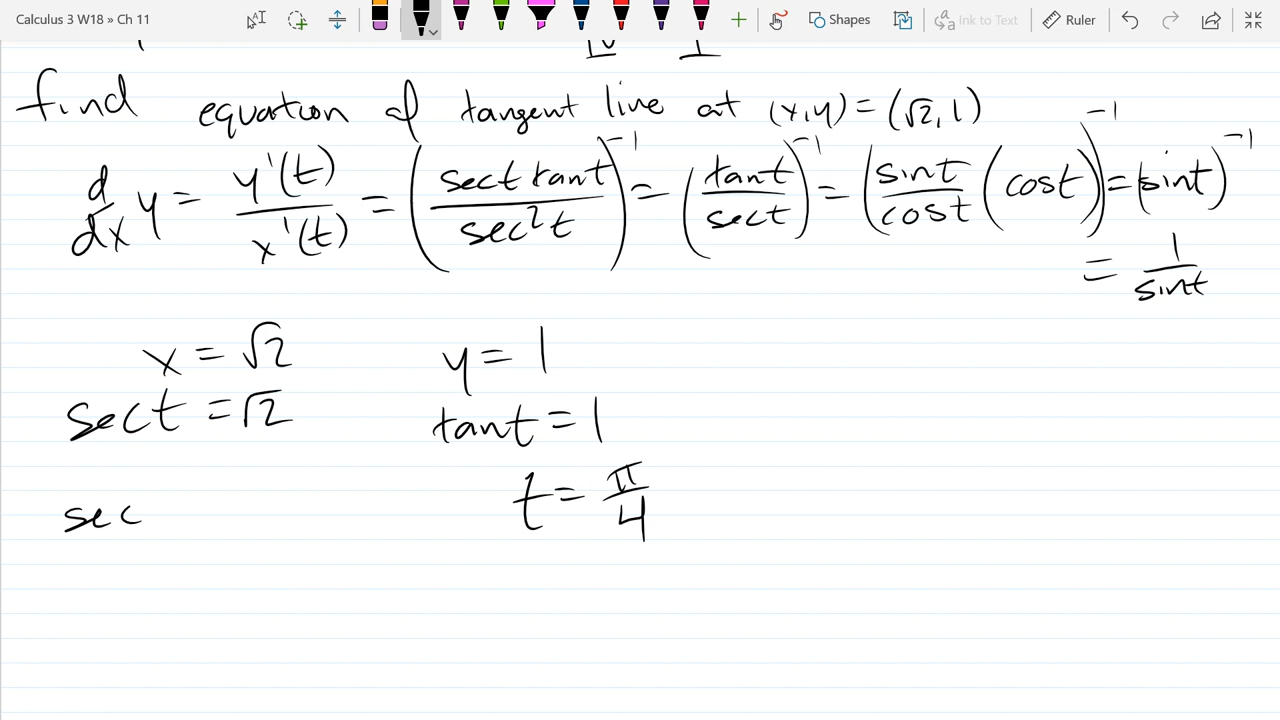 Calculus 3 W18 » Ch 11
Shapes
Ink to Text
Ruler
IV I
find equation of tangent line at (x,y) = (√2, 1)
d/dx y = y'(t)/x'(t) = (sect tant / sec²t)⁻¹ = (tant / sect)⁻¹ = (sint/cost (cost))⁻¹ = (sint)⁻¹
= 1/sint
x = √2 y = 1
sect = √2 tant = 1
sec t = π/4